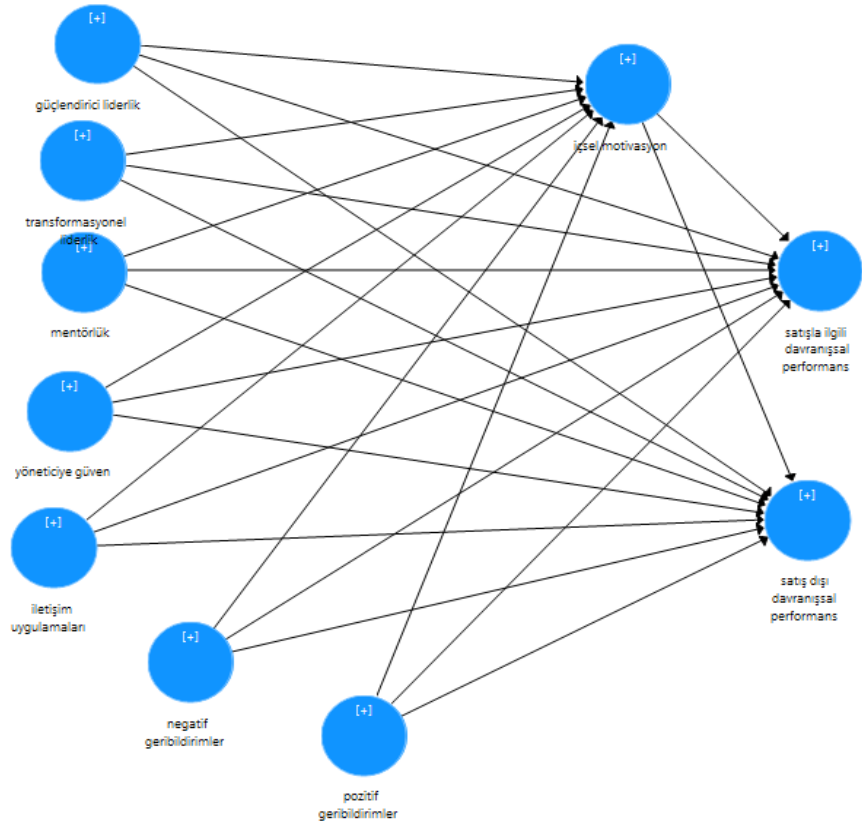 [+]
güçlendirici liderlik
[+]
transformasyonel
liderlik
[+]
mentörlük
[+]
yöneticiye güven
[+]
iletişim
uygulamaları
[+]
negatif
geribildirimler
[+]
pozitif
geribildirimler
[+]
içsel motivasyon
[+]
satışla ilgili
davranışsal
performans
[+]
satış dışı
davranışsal
performans